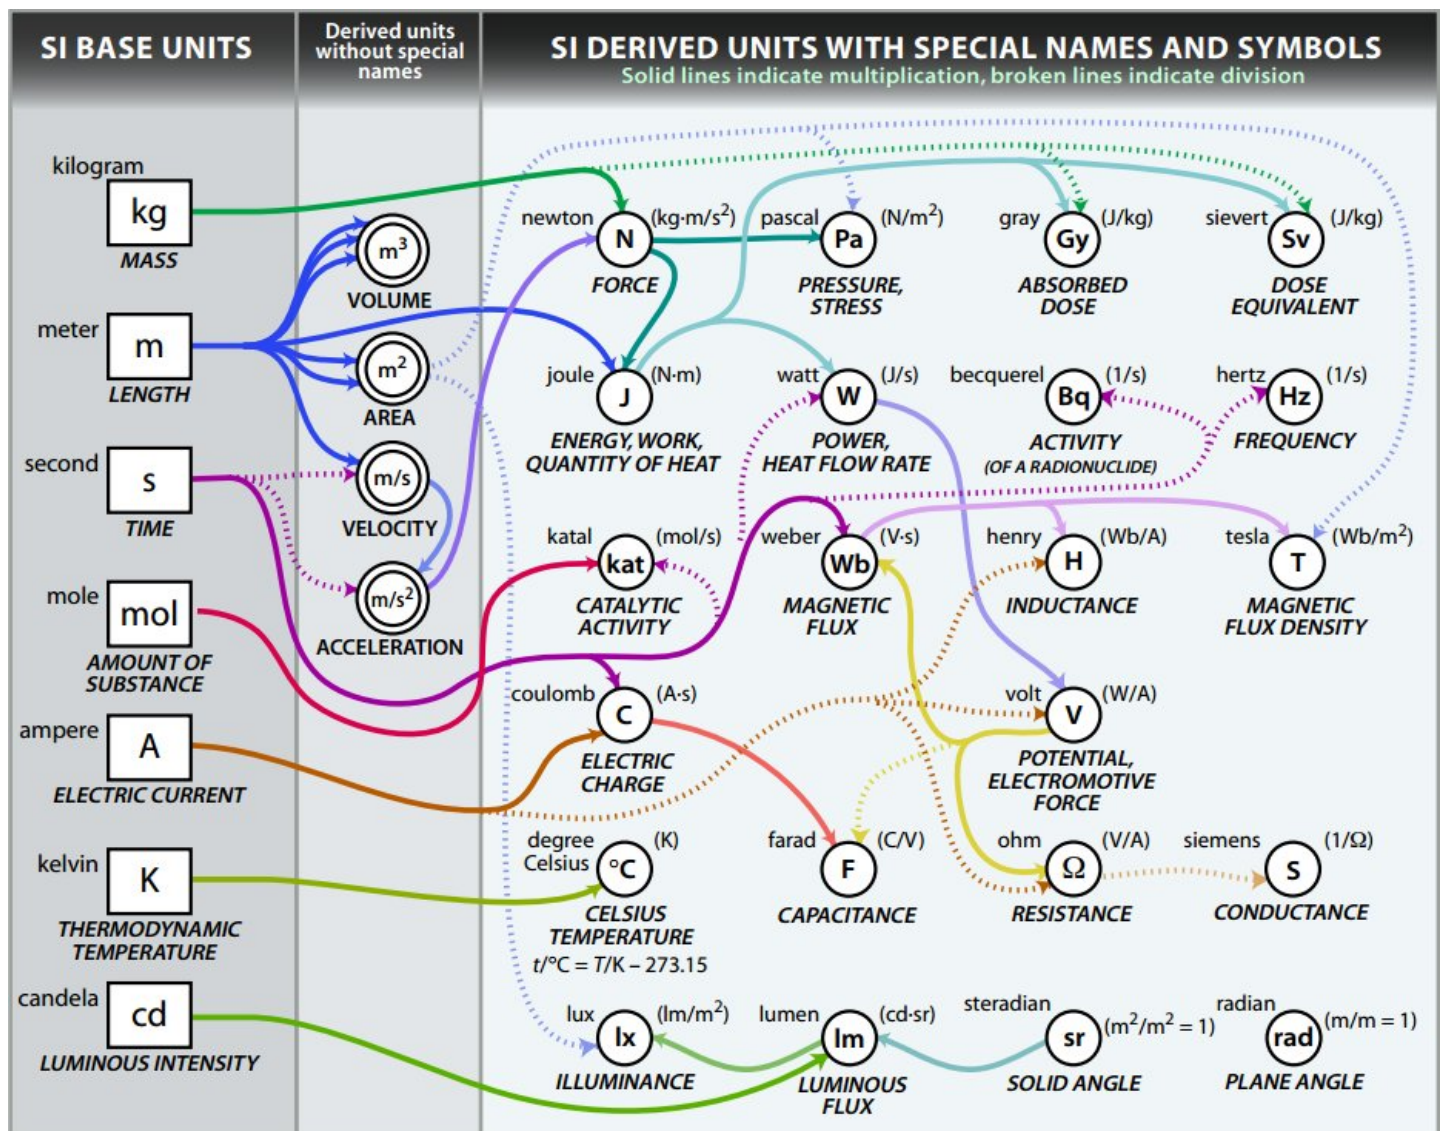 SI BASE UNITS
Derived units
without special
names
SI DERIVED UNITS WITH SPECIAL NAMES AND SYMBOLS
Solid lines indicate multiplication, broken lines indicate division
kilogram
kg
MASS
meter
m
LENGTH
second
s
TIME
mole
mol
AMOUNT OF
SUBSTANCE
ampere
A
ELECTRIC CURRENT
kelvin
K
THERMODYNAMIC
TEMPERATURE
candela
cd
LUMINOUS INTENSITY
m³
VOLUME
m²
AREA
m/s
VELOCITY
m/s²
ACCELERATION
newton
N
(kg·m/s²)
FORCE
pascal
Pa
(N/m²)
PRESSURE,
STRESS
gray
Gy
(J/kg)
ABSORBED
DOSE
sievert
Sv
(J/kg)
DOSE
EQUIVALENT
joule
J
(N·m)
ENERGY, WORK,
QUANTITY OF HEAT
watt
W
(J/s)
POWER,
HEAT FLOW RATE
becquerel
Bq
(1/s)
ACTIVITY
(OF A RADIONUCLIDE)
hertz
Hz
(1/s)
FREQUENCY
katal
kat
(mol/s)
CATALYTIC
ACTIVITY
weber
Wb
(V·s)
MAGNETIC
FLUX
henry
H
(Wb/A)
INDUCTANCE
tesla
T
(Wb/m²)
MAGNETIC
FLUX DENSITY
coulomb
C
(A·s)
ELECTRIC
CHARGE
volt
V
(W/A)
POTENTIAL,
ELECTROMOTIVE
FORCE
degree
Celsius
°C
(K)
CELSIUS
TEMPERATURE
t/°C = T/K – 273.15
farad
F
(C/V)
CAPACITANCE
ohm
Ω
(V/A)
RESISTANCE
siemens
S
(1/Ω)
CONDUCTANCE
lux
lx
(lm/m²)
ILLUMINANCE
lumen
lm
(cd·sr)
LUMINOUS
FLUX
steradian
sr
(m²/m² = 1)
SOLID ANGLE
radian
rad
(m/m = 1)
PLANE ANGLE